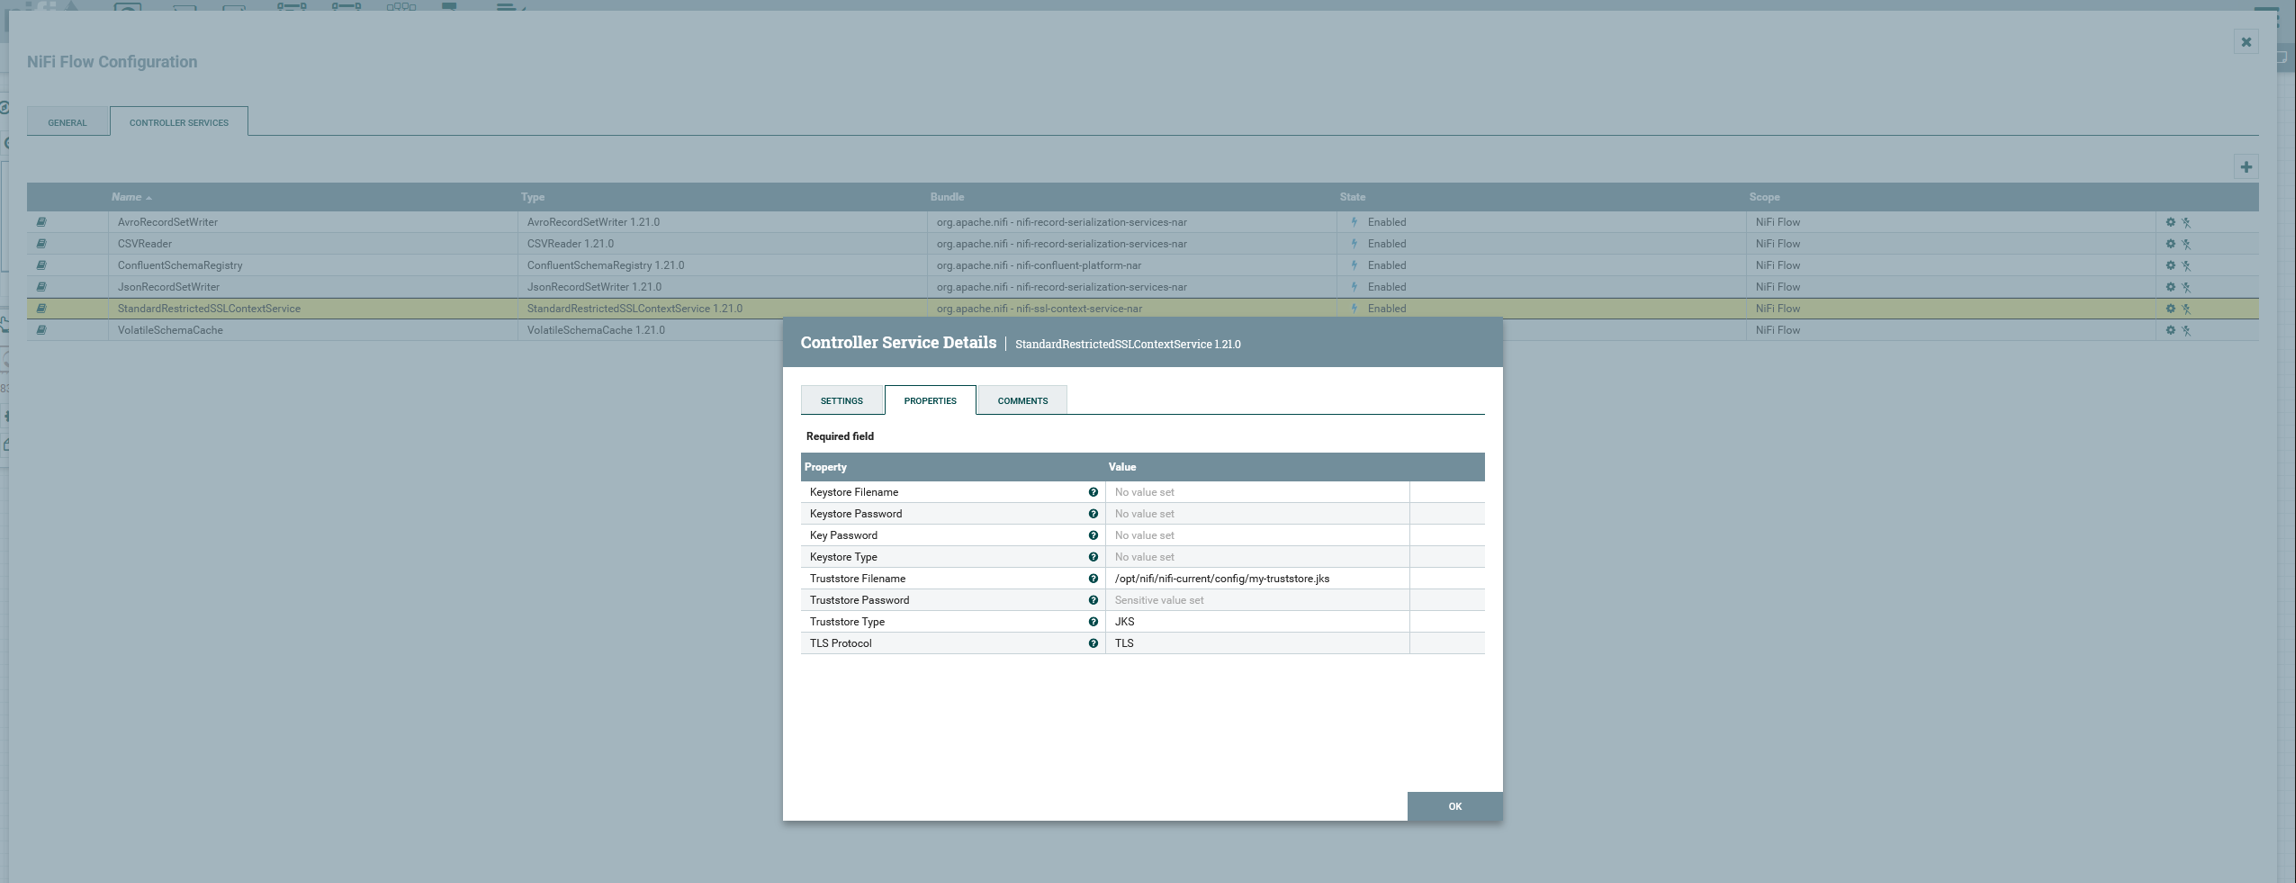 NiFi Flow Configuration
GENERAL CONTROLLER SERVICES
Name Type Bundle State Scope
AvroRecordSetWriter AvroRecordSetWriter 1.21.0 org.apache.nifi - nifi-record-serialization-services-nar Enabled NiFi Flow
CSVReader CSVReader 1.21.0 org.apache.nifi - nifi-record-serialization-services-nar Enabled NiFi Flow
ConfluentSchemaRegistry ConfluentSchemaRegistry 1.21.0 org.apache.nifi - nifi-confluent-platform-nar Enabled NiFi Flow
JsonRecordSetWriter JsonRecordSetWriter 1.21.0 org.apache.nifi - nifi-record-serialization-services-nar Enabled NiFi Flow
StandardRestrictedSSLContextService StandardRestrictedSSLContextService 1.21.0 org.apache.nifi - nifi-ssl-context-service-nar Enabled NiFi Flow
VolatileSchemaCache VolatileSchemaCache 1.21.0 NiFi Flow
Controller Service Details | StandardRestrictedSSLContextService 1.21.0
SETTINGS PROPERTIES COMMENTS
Required field
Property Value
Keystore Filename No value set
Keystore Password No value set
Key Password No value set
Keystore Type No value set
Truststore Filename /opt/nifi/nifi-current/config/my-truststore.jks
Truststore Password Sensitive value set
Truststore Type JKS
TLS Protocol TLS
OK